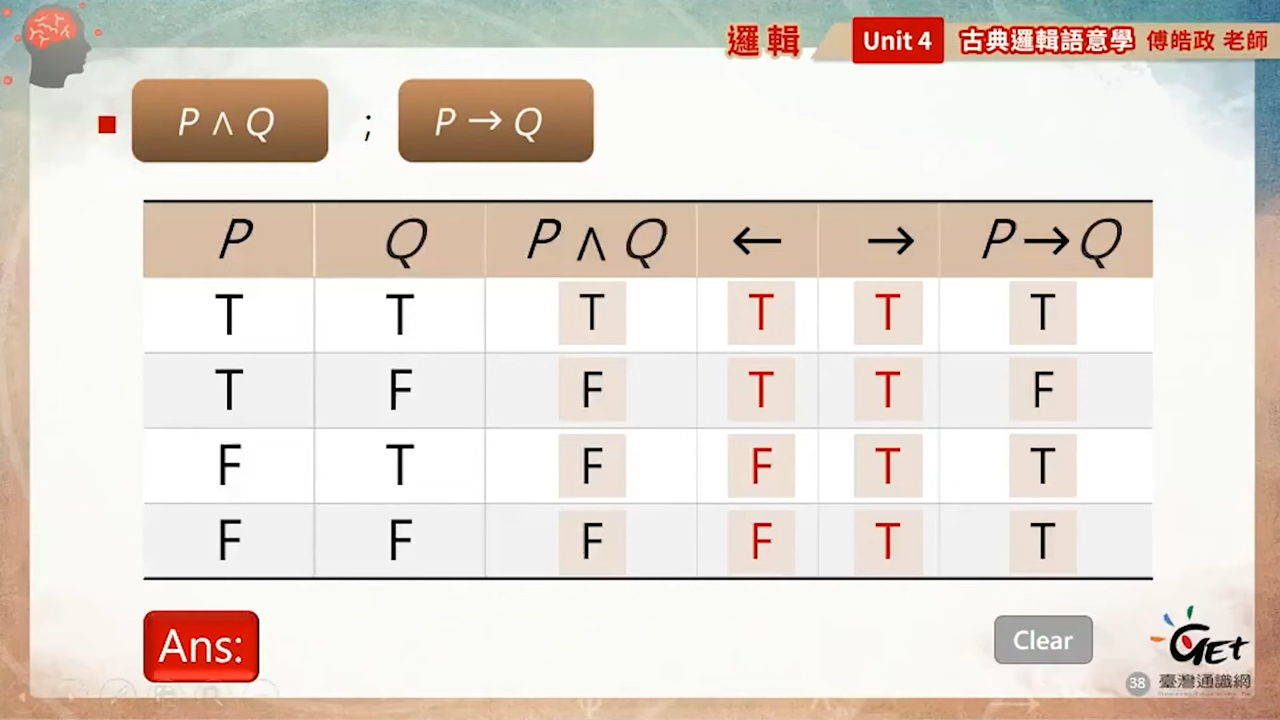 邏輯 Unit 4 古典邏輯語意學 傅皓政 老師
P ∧ Q ; P → Q
P Q P ∧ Q ← → P → Q
T T T T T T
T F F T T F
F T F F T T
F F F F T T
Ans: Clear
GET
38 臺灣通識網